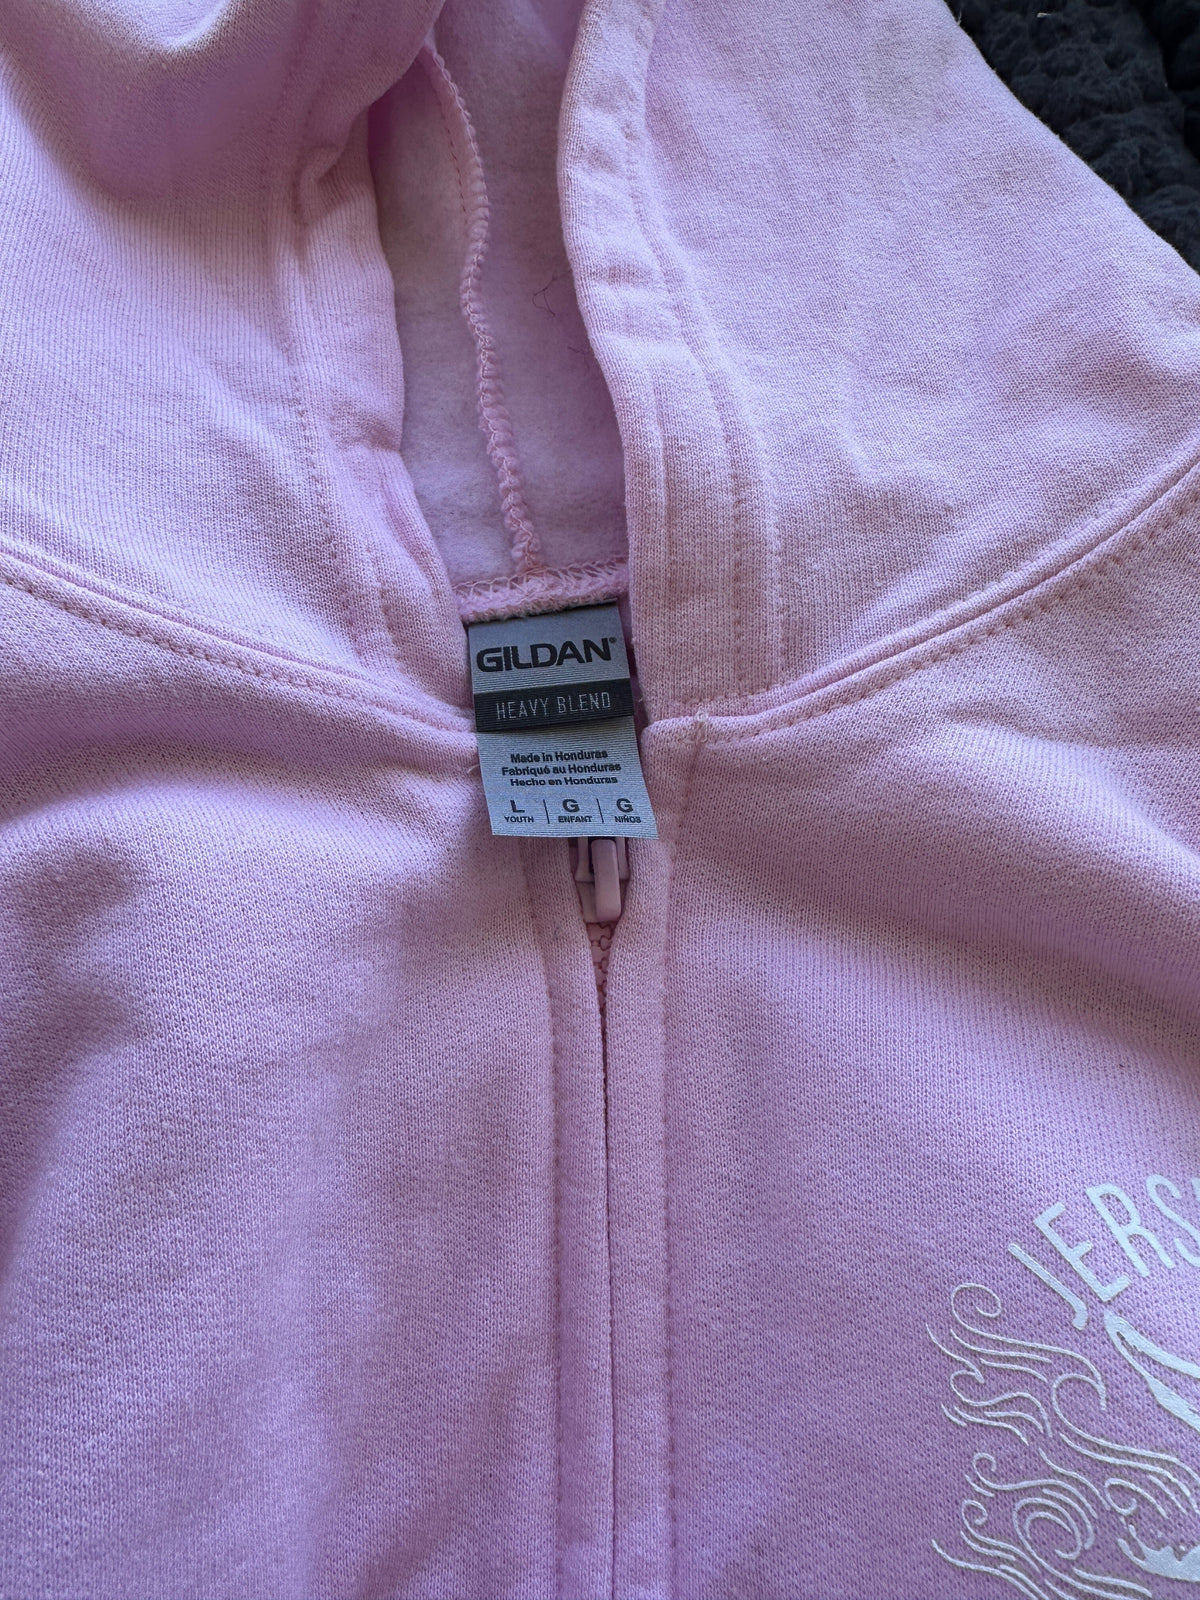 GILDAN®
HEAVY BLEND
Made in Honduras
Fabriqué au Honduras
Hecho en Honduras
L | G | G
YOUTH | ENFANT | NIÑOS
JERS